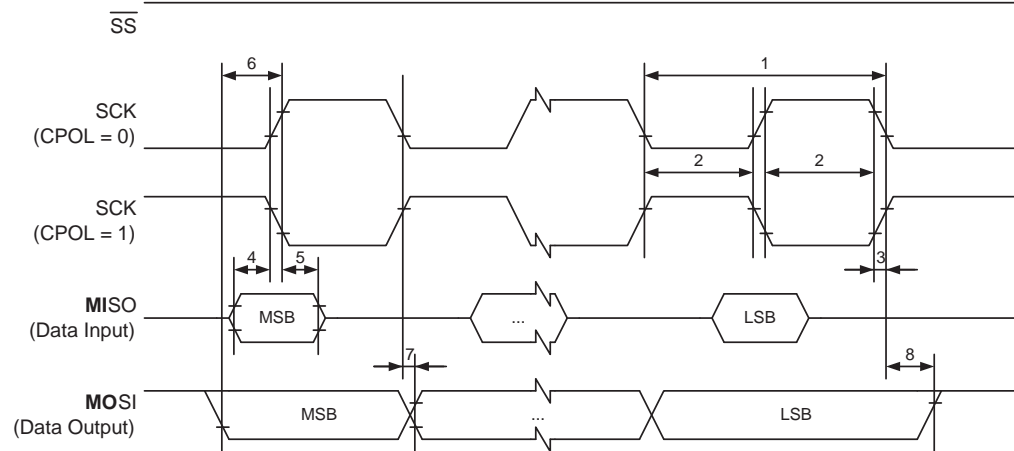 SS
6
1
SCK
(CPOL = 0)
2
2
SCK
(CPOL = 1)
4
5
3
MISO
(Data Input)
MSB
...
LSB
7
8
MOSI
(Data Output)
MSB
...
LSB